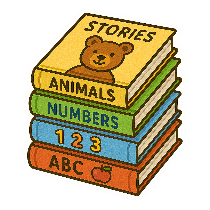 STORIES
ANIMALS
NUMBERS
1 2 3
ABC